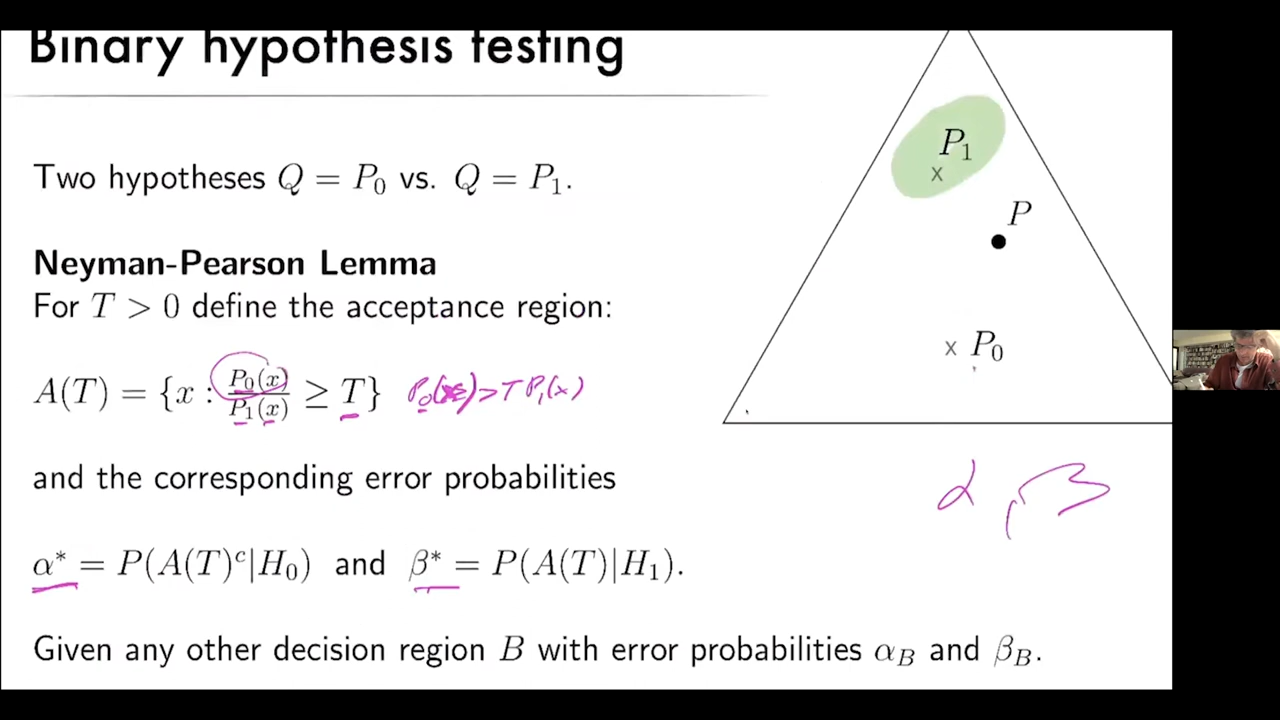 Binary hypothesis testing
Two hypotheses Q = P₀ vs. Q = P₁.
Neyman-Pearson Lemma
For T > 0 define the acceptance region:
A(T) = {x : P₀(x)/P₁(x) ≥ T} P₀(x) > T P₁(x)
and the corresponding error probabilities
α* = P(A(T)ᶜ|H₀) and β* = P(A(T)|H₁).
Given any other decision region B with error probabilities α_B and β_B.
P₁
x
P
x P₀
α, β